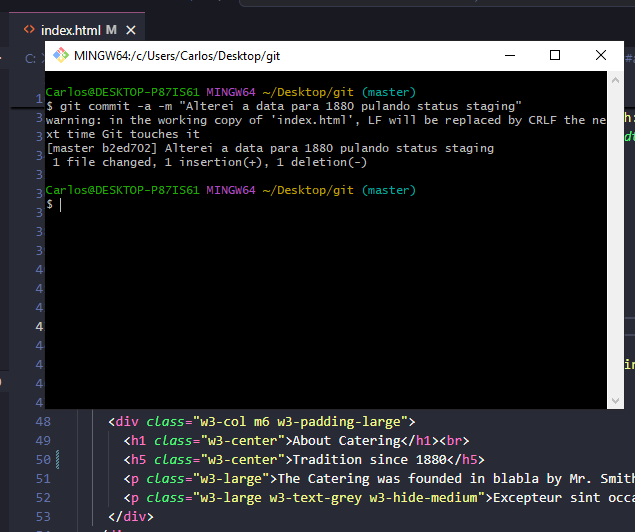 index.html M
C:
MINGW64:/c/Users/Carlos/Desktop/git
Carlos@DESKTOP-P87IS61 MINGW64 ~/Desktop/git (master)
$ git commit -a -m "Alterei a data para 1880 pulando status staging"
warning: in the working copy of 'index.html', LF will be replaced by CRLF the ne
xt time Git touches it
[master b2ed702] Alterei a data para 1880 pulando status staging
1 file changed, 1 insertion(+), 1 deletion(-)
Carlos@DESKTOP-P87IS61 MINGW64 ~/Desktop/git (master)
$
48 <div class="w3-col m6 w3-padding-large">
49 <h1 class="w3-center">About Catering</h1><br>
50 <h5 class="w3-center">Tradition since 1880</h5>
51 <p class="w3-large">The Catering was founded in blabla by Mr. Smith
52 <p class="w3-large w3-text-grey w3-hide-medium">Excepteur sint occa
53 </div>